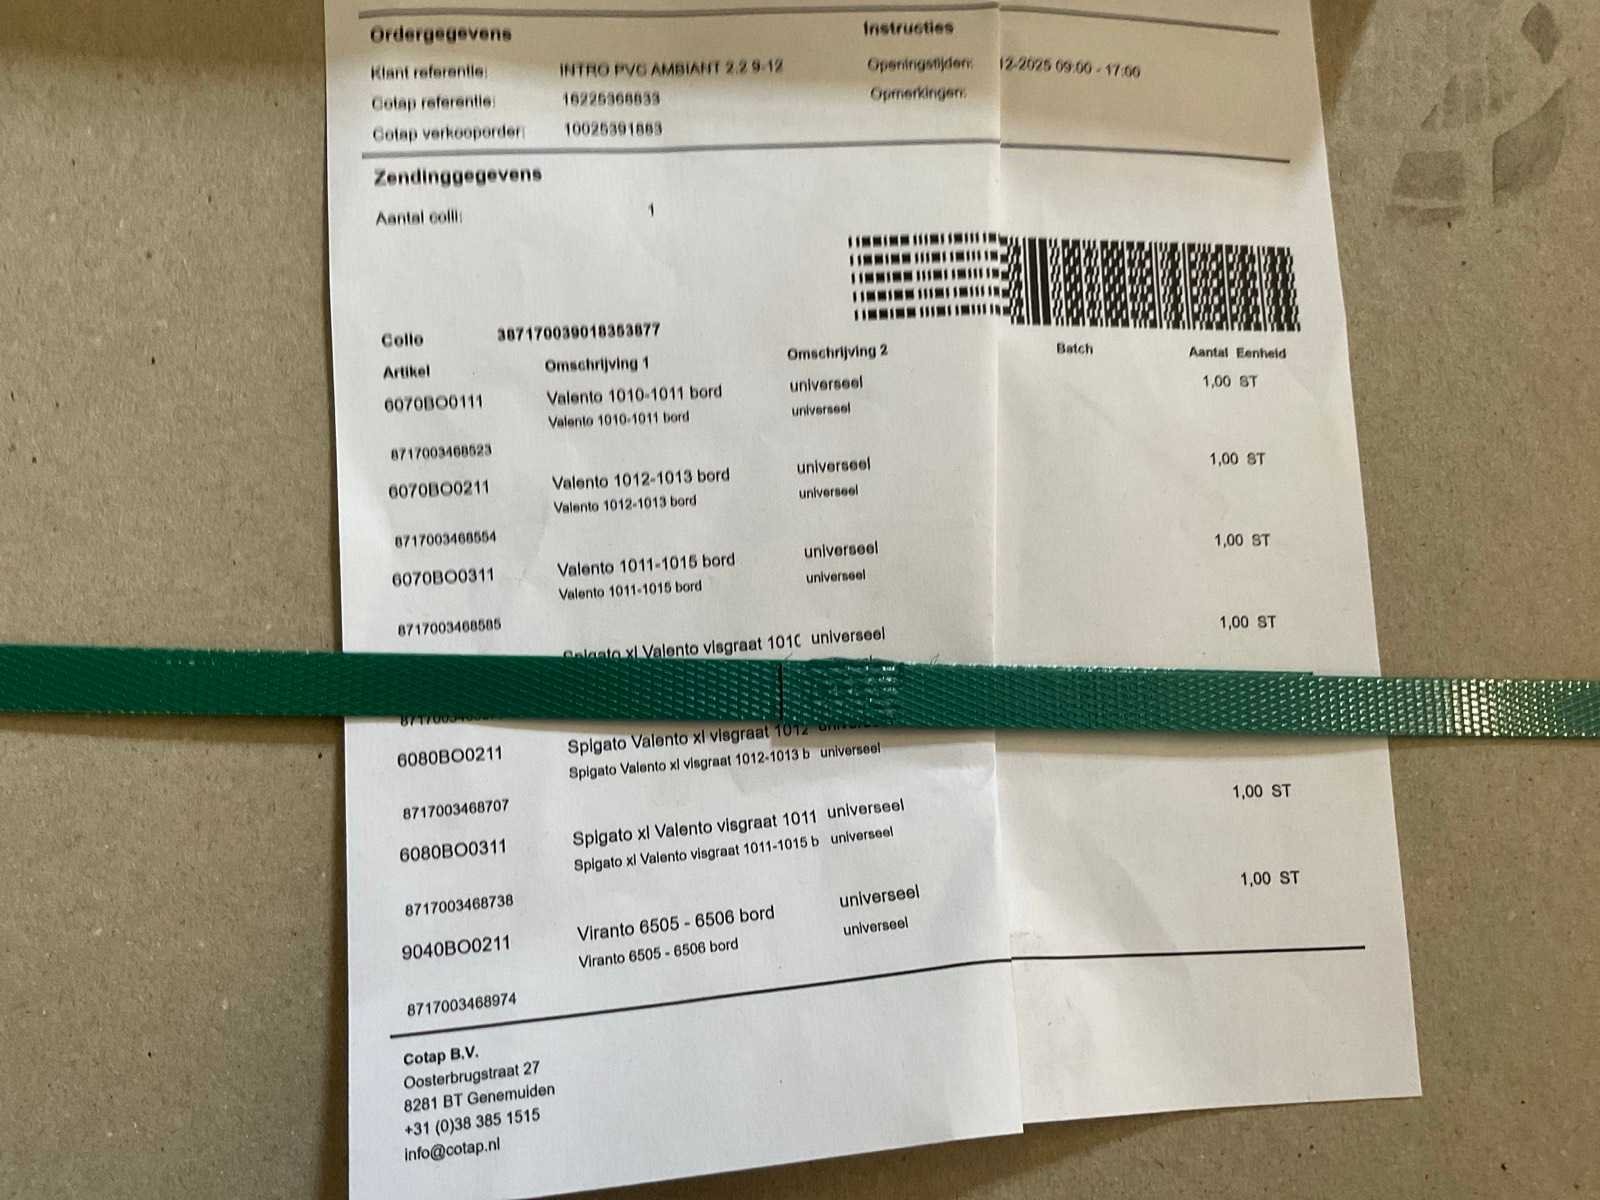 Ordergegevens
Instructies
Klant referentie: INTRO PVC AMBIANT 2.2 9-12
Openingstijden: 12-2025 09:00 - 17:00
Cotap referentie: 16225368833
Opmerkingen:
Cotap verkooporder: 10025391883
Zendinggegevens
Aantal colli: 1
Collo 387170039018353877
Artikel Omschrijving 1 Omschrijving 2 Batch Aantal Eenheid
6070BO0111 Valento 1010-1011 bord universeel 1,00 ST
Valento 1010-1011 bord universeel
8717003468523
6070BO0211 Valento 1012-1013 bord universeel 1,00 ST
Valento 1012-1013 bord universeel
8717003468554
6070BO0311 Valento 1011-1015 bord universeel 1,00 ST
Valento 1011-1015 bord universeel
8717003468585
Spigato xl Valento visgraat 1010 universeel 1,00 ST
6080BO0211 Spigato Valento xl visgraat 1012 universeel
Spigato Valento xl visgraat 1012-1013 b universeel
8717003468707
6080BO0311 Spigato xl Valento visgraat 1011 universeel 1,00 ST
Spigato xl Valento visgraat 1011-1015 b universeel
8717003468738
9040BO0211 Viranto 6505 - 6506 bord universeel 1,00 ST
Viranto 6505 - 6506 bord universeel
8717003468974
Cotap B.V.
Oosterbrugstraat 27
8281 BT Genemuiden
+31 (0)38 385 1515
info@cotap.nl